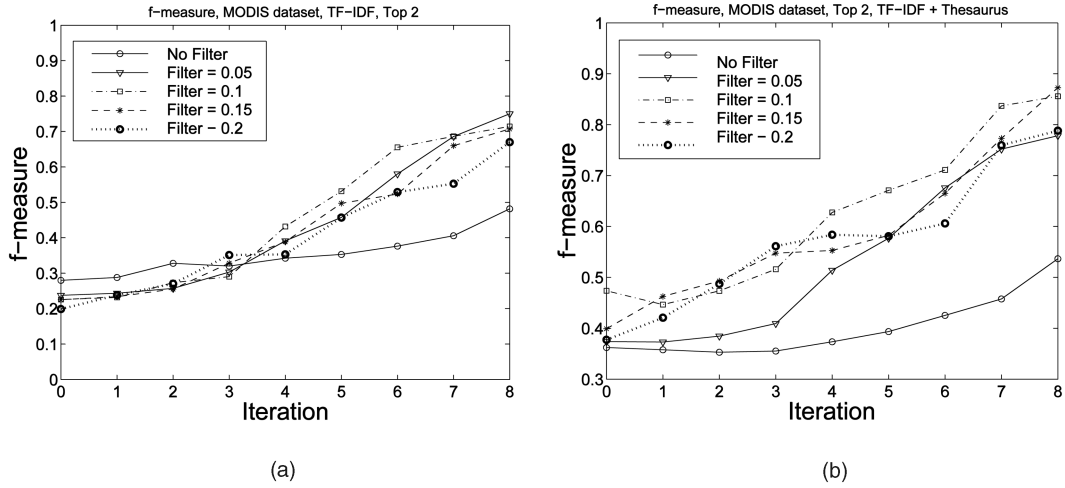 f−measure, MODIS dataset, TF−IDF, Top 2
1
0.9
0.8
0.7
0.6
0.5
0.4
0.3
0.2
0.1
0
f−measure
No Filter
Filter = 0.05
Filter = 0.1
Filter = 0.15
Filter − 0.2
0 1 2 3 4 5 6 7 8
Iteration
(a)
f−measure, MODIS dataset, Top 2, TF−IDF + Thesaurus
1
0.9
0.8
0.7
0.6
0.5
0.4
0.3
f−measure
No Filter
Filter = 0.05
Filter = 0.1
Filter = 0.15
Filter − 0.2
0 1 2 3 4 5 6 7 8
Iteration
(b)